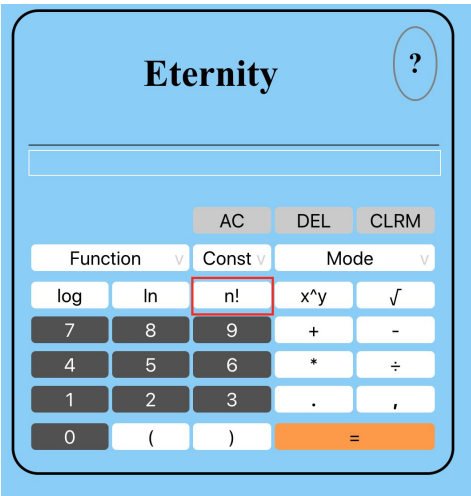 Eternity ?
AC DEL CLRM
Function v Const v Mode v
log ln n! x^y √
7 8 9 + -
4 5 6 * ÷
1 2 3 . ,
0 ( ) =